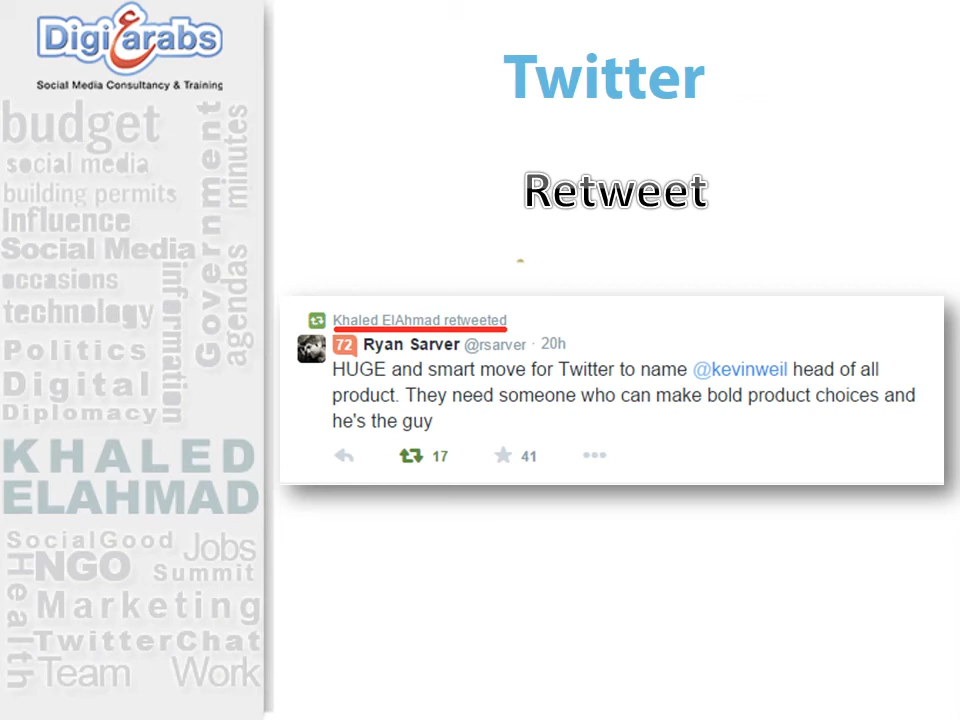 Digi عarabs
Social Media Consultancy & Training
budget
social media
building permits
Influence
Social Media
occasions
technology
Politics
Digital
Diplomacy
Government
minutes
agendas
information
KHALED
ELAHMAD
SocialGood
Jobs
NGO
Summit
Health
Marketing
TwitterChat
Team
Work
Twitter
Retweet
Khaled ElAhmad retweeted
72 Ryan Sarver @rsarver · 20h
HUGE and smart move for Twitter to name @kevinweil head of all
product. They need someone who can make bold product choices and
he's the guy
17 41